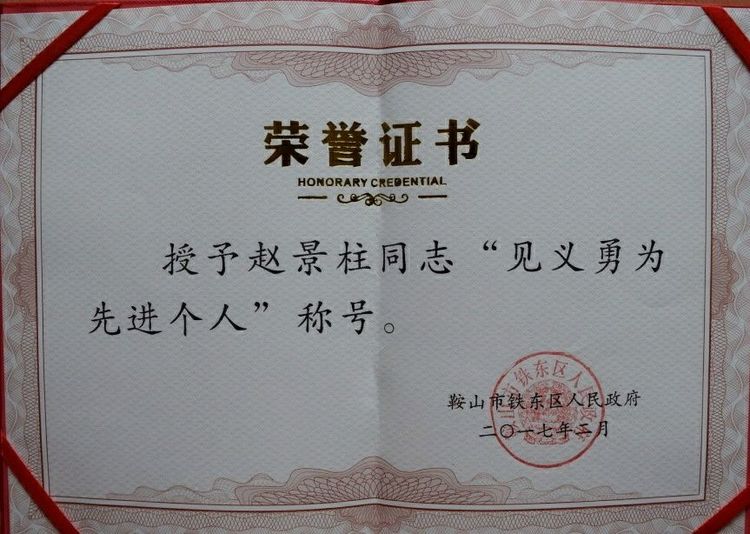 荣誉证书
HONORARY CREDENTIAL
授予赵景柱同志“见义勇为
先进个人”称号。
鞍山市铁东区人民政府
二〇一七年二月